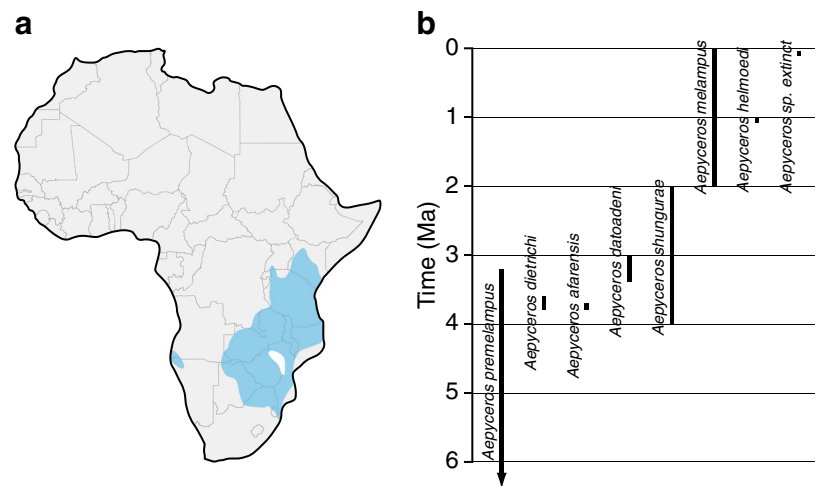 a
b
Time (Ma)
0
1
2
3
4
5
6
Aepyceros premelampus
Aepyceros dietrichi
Aepyceros afarensis
Aepyceros datoadeni
Aepyceros shungurae
Aepyceros melampus
Aepyceros helmoedi
Aepyceros sp. extinct